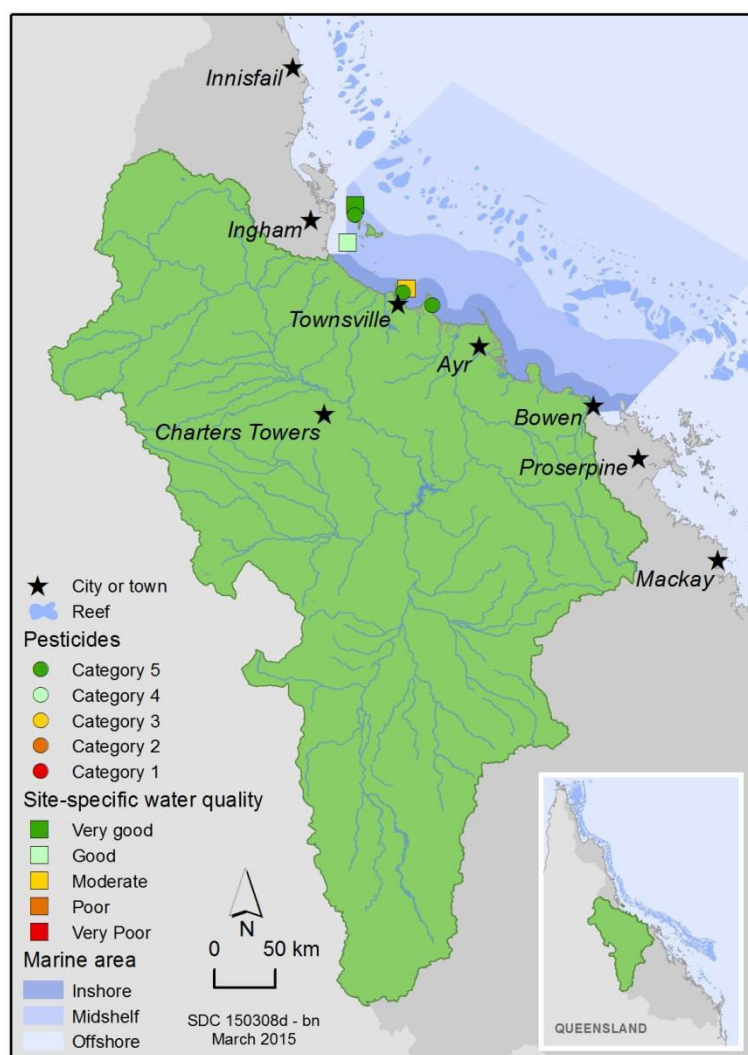 Innisfail
Ingham
Townsville
Ayr
Charters Towers
Bowen
Proserpine
Mackay
City or town
Reef
Pesticides
Category 5
Category 4
Category 3
Category 2
Category 1
Site-specific water quality
Very good
Good
Moderate
Poor
Very Poor
Marine area
Inshore
Midshelf
Offshore
N
0 50 km
SDC 150308d - bn
March 2015
QUEENSLAND